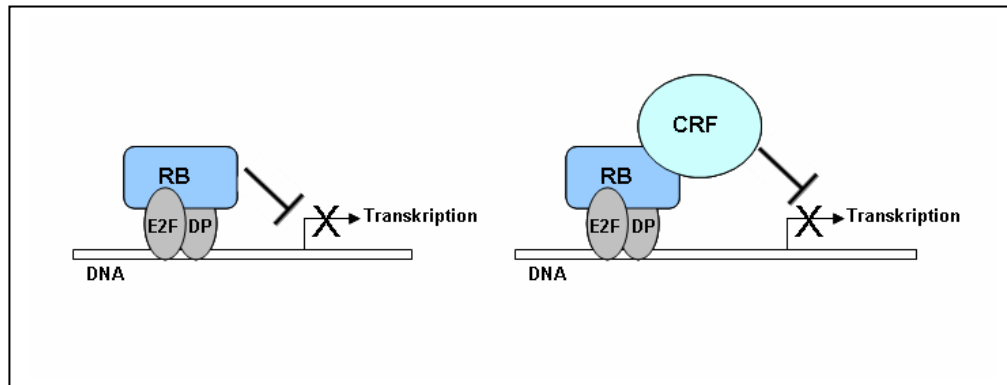 RB
E2F DP
Transkription
DNA
CRF
RB
E2F DP
Transkription
DNA